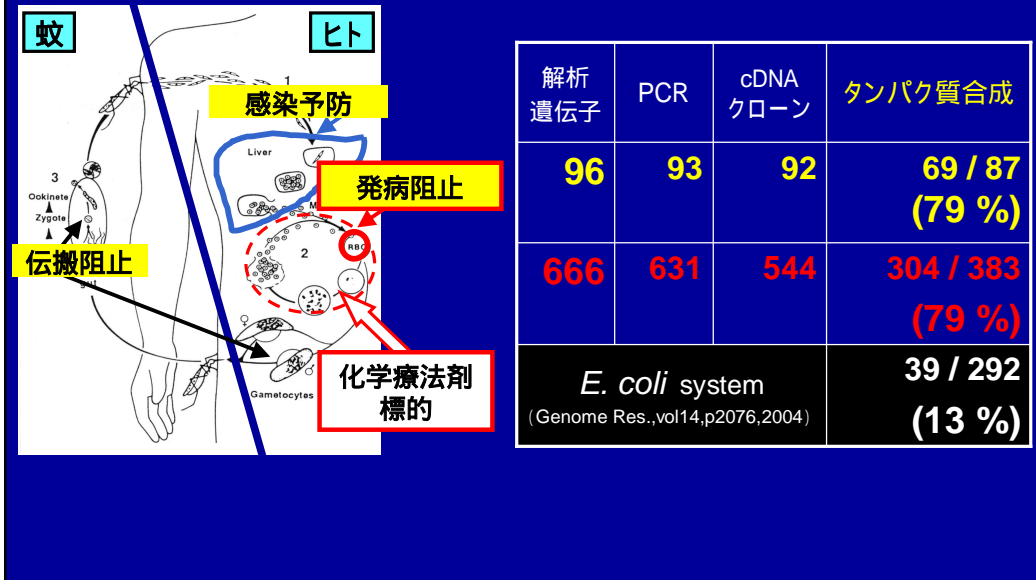 蚊
ヒト
1
感染予防
Liver
発病阻止
3
Ookinete
Zygote
M
RBC
2
伝搬阻止
gut
♀
♂
Gametocytes
化学療法剤
標的
解析
遺伝子
PCR
cDNA
クローン
タンパク質合成
96
93
92
69 / 87
(79 %)
666
631
544
304 / 383
(79 %)
E. coli system
(Genome Res.,vol14,p2076,2004)
39 / 292
(13 %)